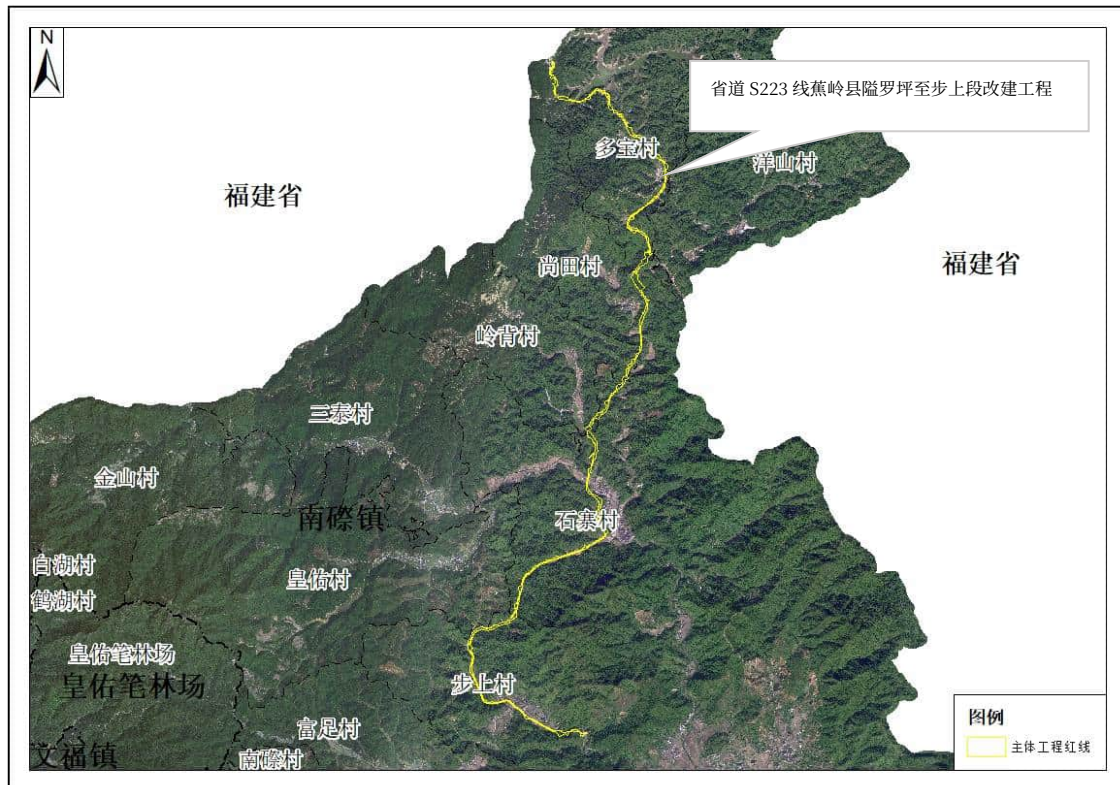 N
省道 S223 线蕉岭县隘罗坪至步上段改建工程
多宝村
洋山村
福建省
福建省
尚田村
岭背村
三泰村
金山村
南礤镇
石寨村
白湖村
皇佑村
鹤湖村
皇佑笔林场
皇佑笔林场
步上村
富足村
文福镇
南礤村
图例
主体工程红线